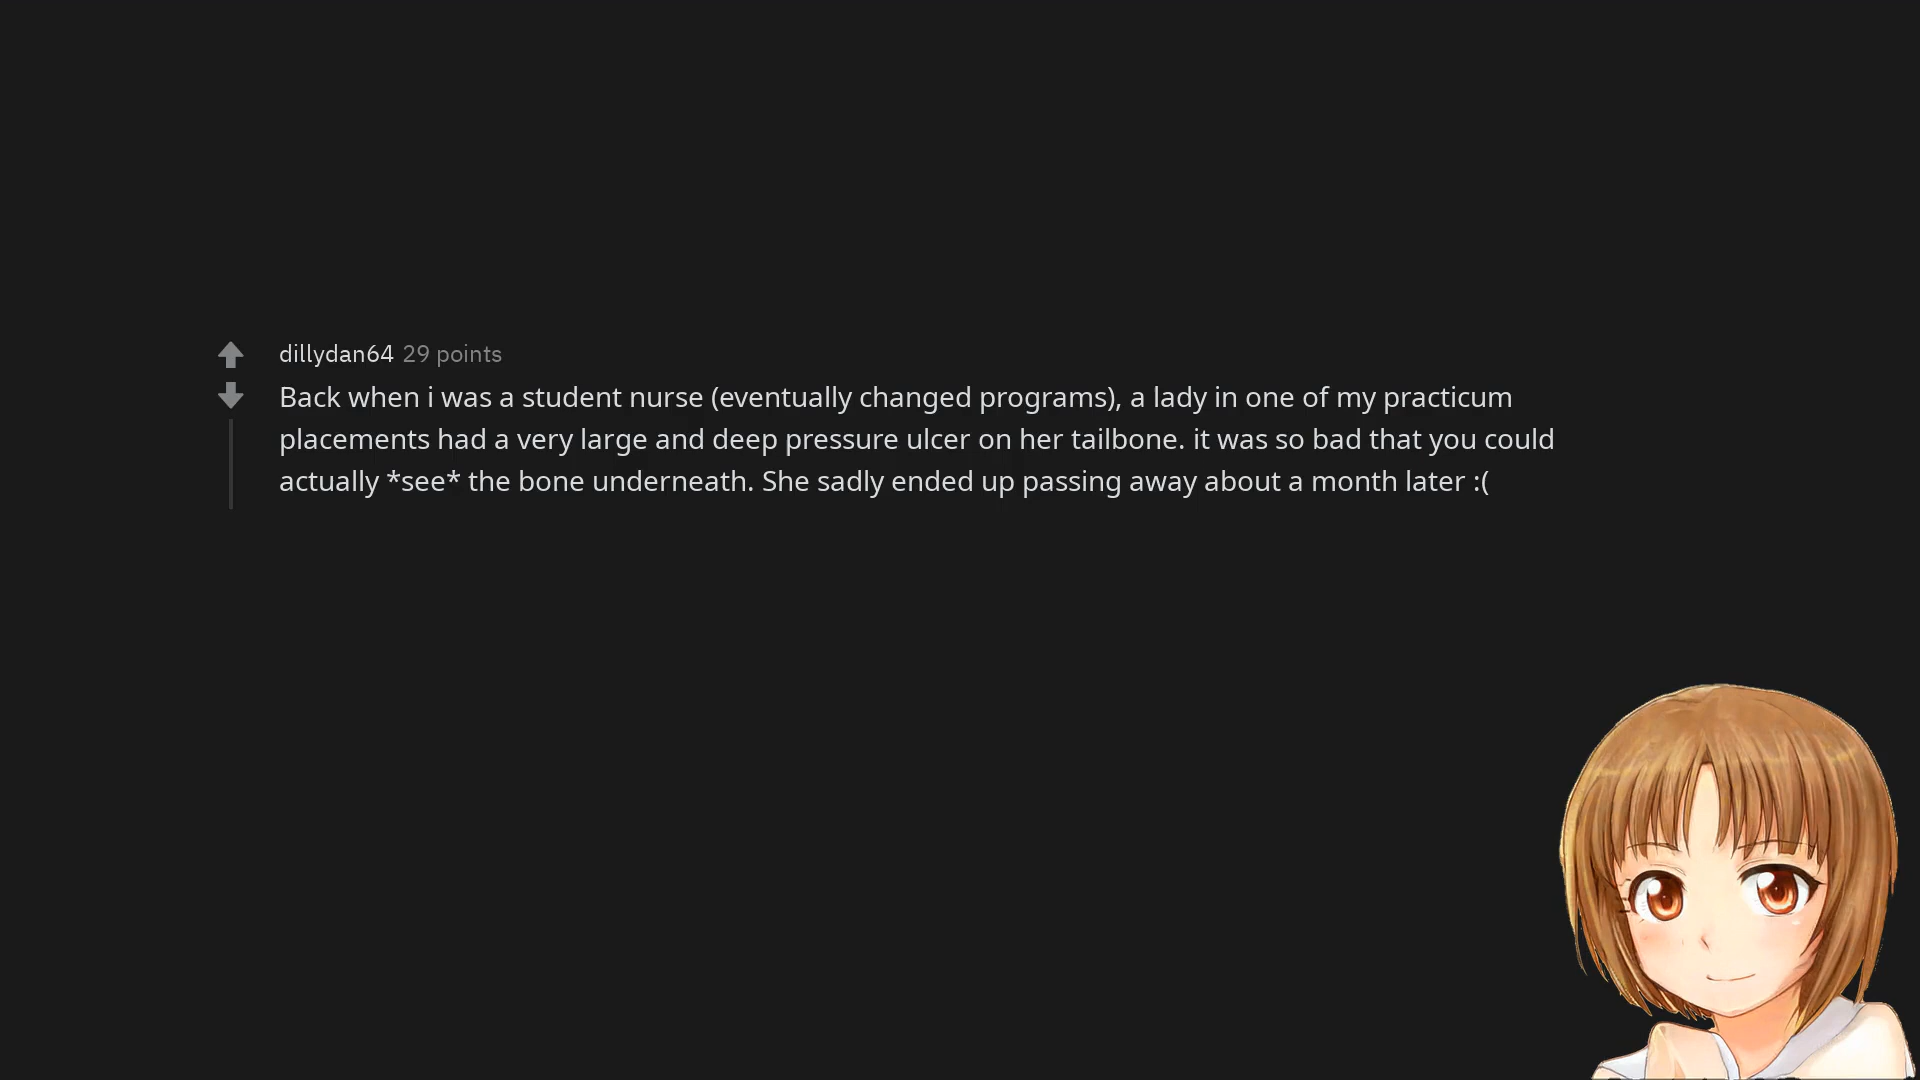 dillydan64 29 points
Back when i was a student nurse (eventually changed programs), a lady in one of my practicum
placements had a very large and deep pressure ulcer on her tailbone. it was so bad that you could
actually *see* the bone underneath. She sadly ended up passing away about a month later :(